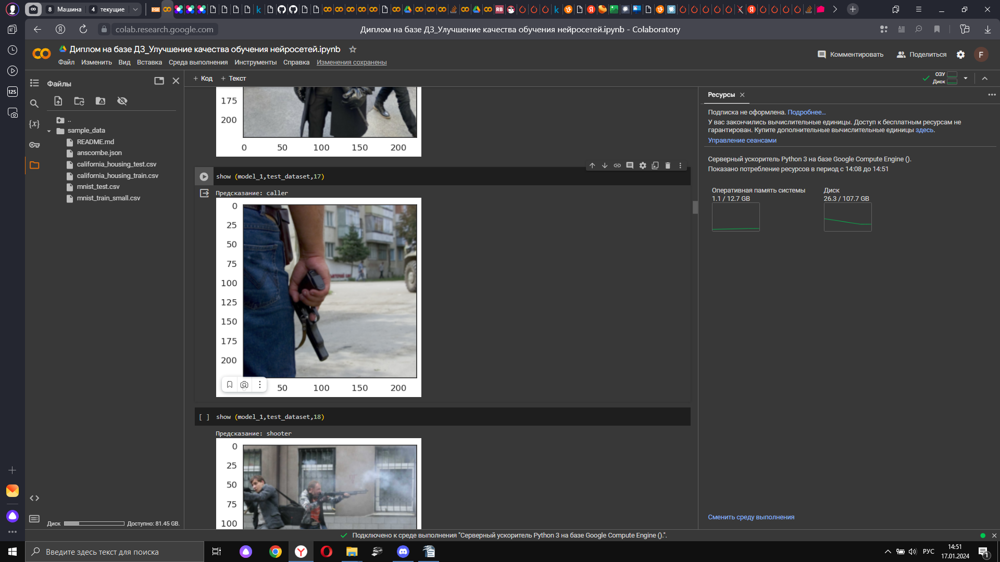 8 Машина 4 текущие
colab.research.google.com
Диплом на базе ДЗ_Улучшение качества обучения нейросетей.ipynb - Colaboratory
Диплом на базе ДЗ_Улучшение качества обучения нейросетей.ipynb
Комментировать
Поделиться
F
Файл Изменить Вид Вставка Среда выполнения Инструменты Справка Изменения сохранены
125
Файлы
+ Код + Текст
ОЗУ
Диск
..
sample_data
README.md
anscombe.json
california_housing_test.csv
california_housing_train.csv
mnist_test.csv
mnist_train_small.csv
{x}
175
200
0 50 100 150 200
show (model_1,test_dataset,17)
Предсказание: caller
0
25
50
75
100
125
150
175
200
50 100 150 200
[ ] show (model_1,test_dataset,18)
Предсказание: shooter
0
25
50
75
100
Ресурсы
Подписка не оформлена. Подробнее...
У вас закончились вычислительные единицы. Доступ к бесплатным ресурсам не
гарантирован. Купите дополнительные вычислительные единицы здесь.
Управление сеансами
Серверный ускоритель Python 3 на базе Google Compute Engine ().
Показано потребление ресурсов в период с 14:08 до 14:51
Оперативная память системы
1.1 / 12.7 GB
Диск
26.3 / 107.7 GB
Сменить среду выполнения
Диск Доступно: 81.45 GB.
Подключено к среде выполнения "Серверный ускоритель Python 3 на базе Google Compute Engine ().".
Введите здесь текст для поиска
РУС
14:51
17.01.2024
1